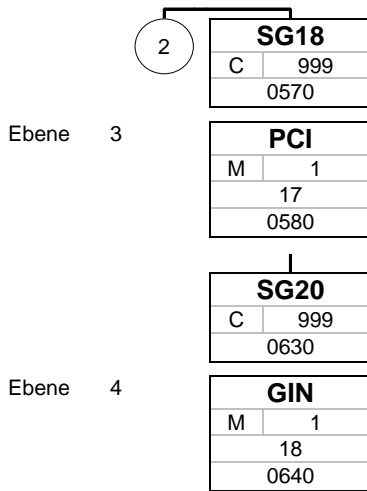 2
SG18
C 999
0570
Ebene 3
PCI
M 1
17
0580
SG20
C 999
0630
Ebene 4
GIN
M 1
18
0640